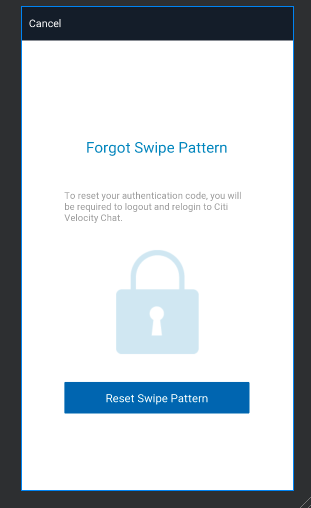 Cancel
Forgot Swipe Pattern
To reset your authentication code, you will
be required to logout and relogin to Citi
Velocity Chat.
Reset Swipe Pattern